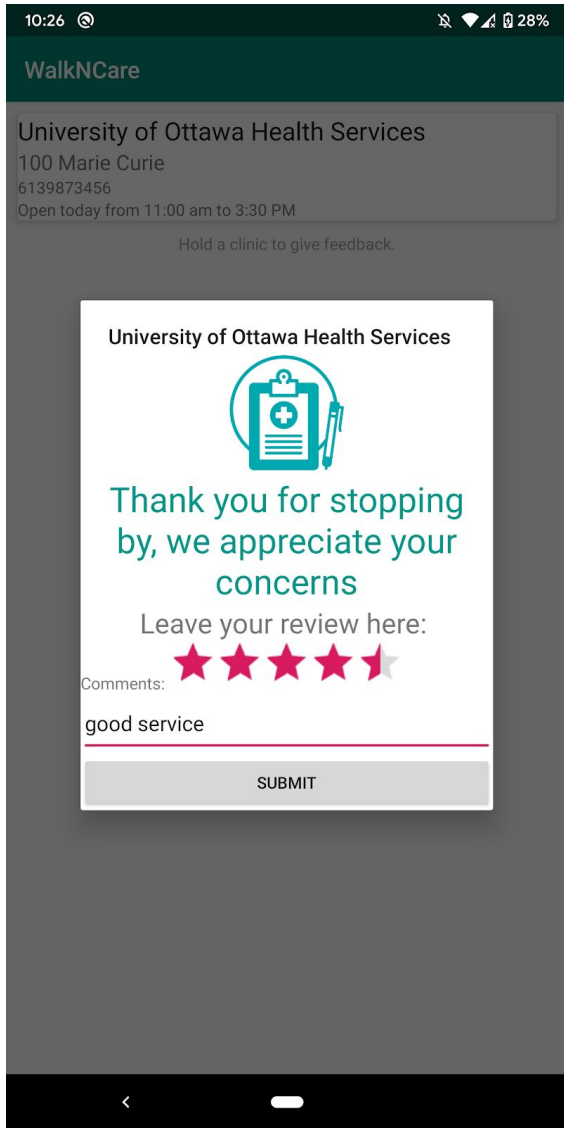 10:26 28%
WalkNCare
University of Ottawa Health Services
100 Marie Curie
6139873456
Open today from 11:00 am to 3:30 PM
Hold a clinic to give feedback.
University of Ottawa Health Services
Thank you for stopping
by, we appreciate your
concerns
Leave your review here:
Comments:
good service
SUBMIT